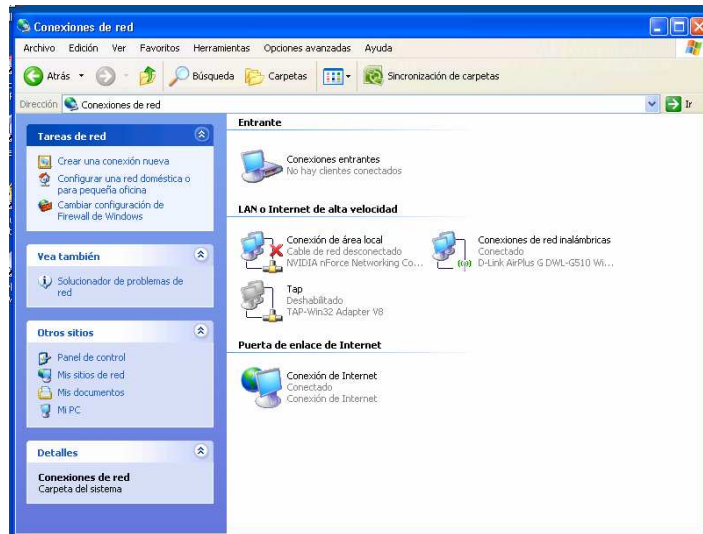 Conexiones de red
Archivo Edición Ver Favoritos Herramientas Opciones avanzadas Ayuda
Atrás Búsqueda Carpetas Sincronización de carpetas
Dirección Conexiones de red Ir
Tareas de red
Crear una conexión nueva
Configurar una red doméstica o
para pequeña oficina
Cambiar configuración de
Firewall de Windows
Vea también
Solucionador de problemas de
red
Otros sitios
Panel de control
Mis sitios de red
Mis documentos
Mi PC
Detalles
Conexiones de red
Carpeta del sistema
Entrante
Conexiones entrantes
No hay clientes conectados
LAN o Internet de alta velocidad
Conexión de área local
Cable de red desconectado
NVIDIA nForce Networking Co...
Conexiones de red inalámbricas
Conectado
D-Link AirPlus G DWL-G510 Wi...
Tap
Deshabilitado
TAP-Win32 Adapter V8
Puerta de enlace de Internet
Conexión de Internet
Conectado
Conexión de Internet